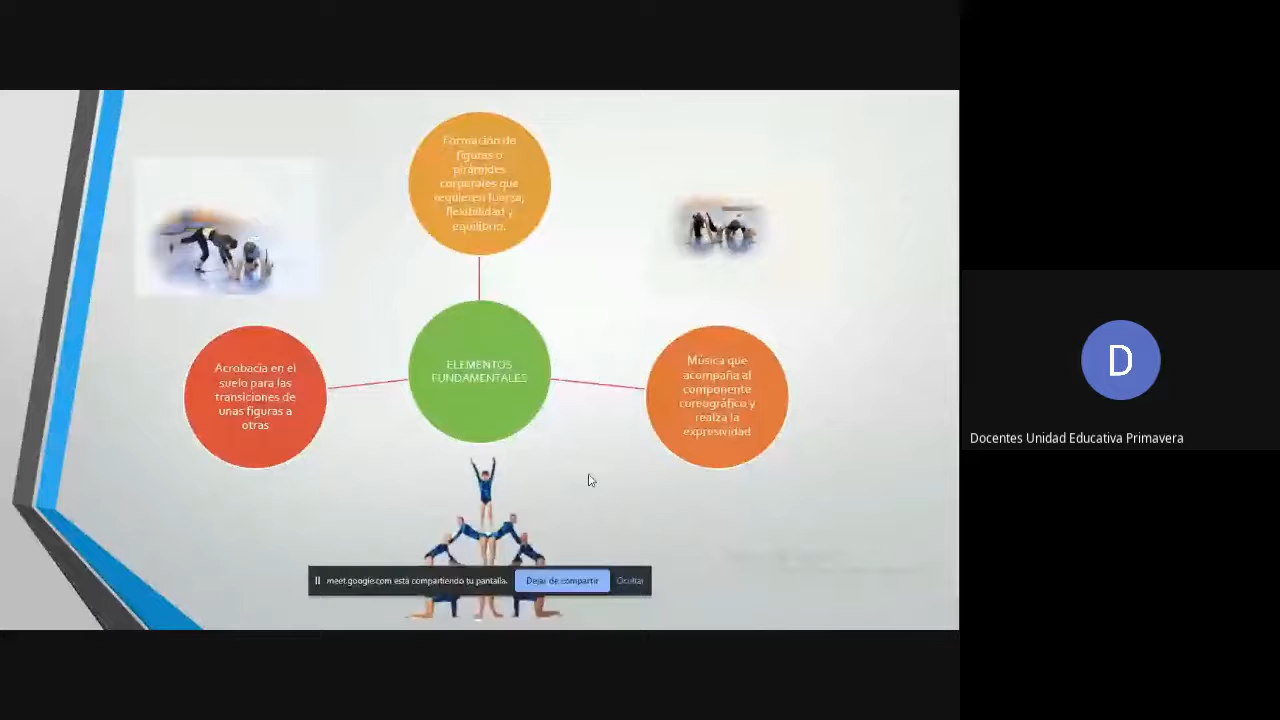 Formación de
figuras o
pirámides
corporales que
requieren fuerza,
flexibilidad y
equilibrio.
ELEMENTOS
FUNDAMENTALES
Acrobacia en el
suelo para las
transiciones de
unas figuras a
otras
Música que
acompaña al
componente
coreográfico y
realza la
expresividad
meet.google.com está compartiendo tu pantalla.
Dejar de compartir
Ocultar
D
Docentes Unidad Educativa Primavera